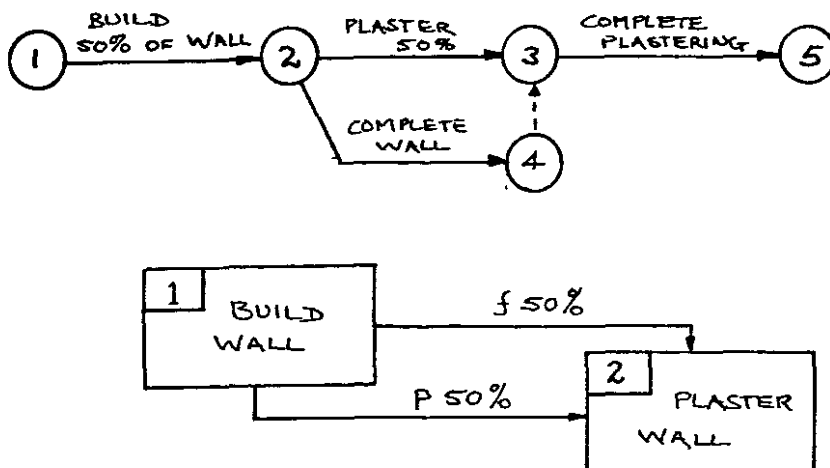 BUILD
50% OF WALL
PLASTER
50%
COMPLETE
PLASTERING
1
2
3
5
COMPLETE
WALL
4
1
BUILD
WALL
f 50%
P 50%
2
PLASTER
WALL